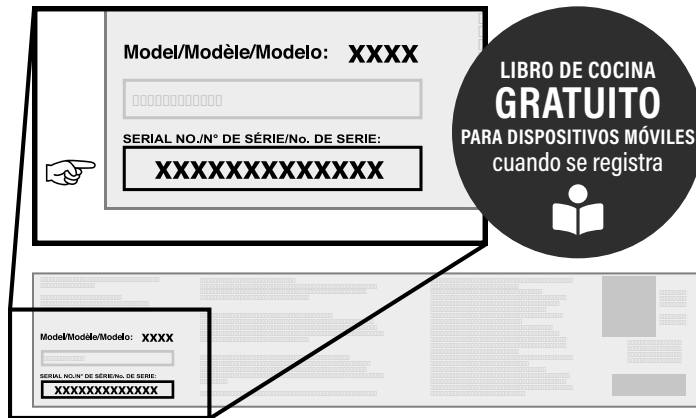 Model/Modèle/Modelo: XXXX
SERIAL NO./N° DE SÉRIE/No. DE SERIE:
XXXXXXXXXXXXX
LIBRO DE COCINA
GRATUITO
PARA DISPOSITIVOS MÓVILES
cuando se registra
Model/Modèle/Modelo: XXXX
SERIAL NO./N° DE SÉRIE/No. DE SERIE:
XXXXXXXXXXXXX